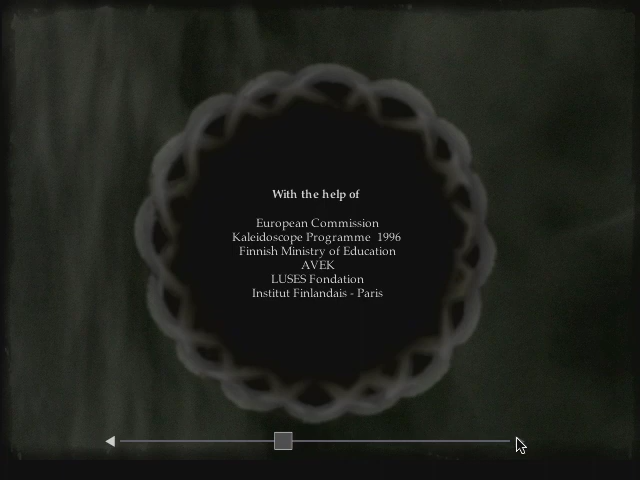 With the help of
European Commission
Kaleidoscope Programme 1996
Finnish Ministry of Education
AVEK
LUSES Fondation
Institut Finlandais - Paris